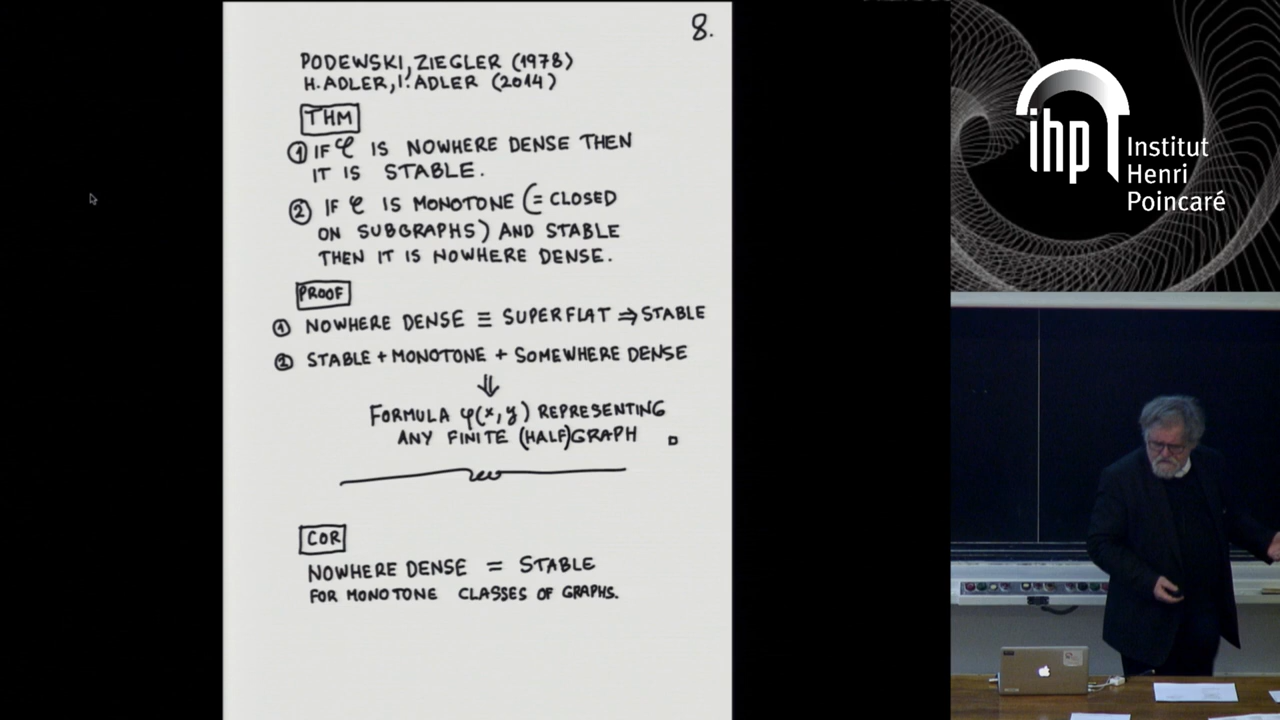 8.
PODEWSKI, ZIEGLER (1978)
H. ADLER, I. ADLER (2014)
THM
① IF 𝒞 IS NOWHERE DENSE THEN
IT IS STABLE.
② IF 𝒞 IS MONOTONE (= CLOSED
ON SUBGRAPHS) AND STABLE
THEN IT IS NOWHERE DENSE.
PROOF
① NOWHERE DENSE ≡ SUPERFLAT ⇒ STABLE
② STABLE + MONOTONE + SOMEWHERE DENSE
⇓
FORMULA φ(x, y) REPRESENTING
ANY FINITE (HALF)GRAPH □
COR
NOWHERE DENSE = STABLE
FOR MONOTONE CLASSES OF GRAPHS.
ihp
Institut
Henri
Poincaré